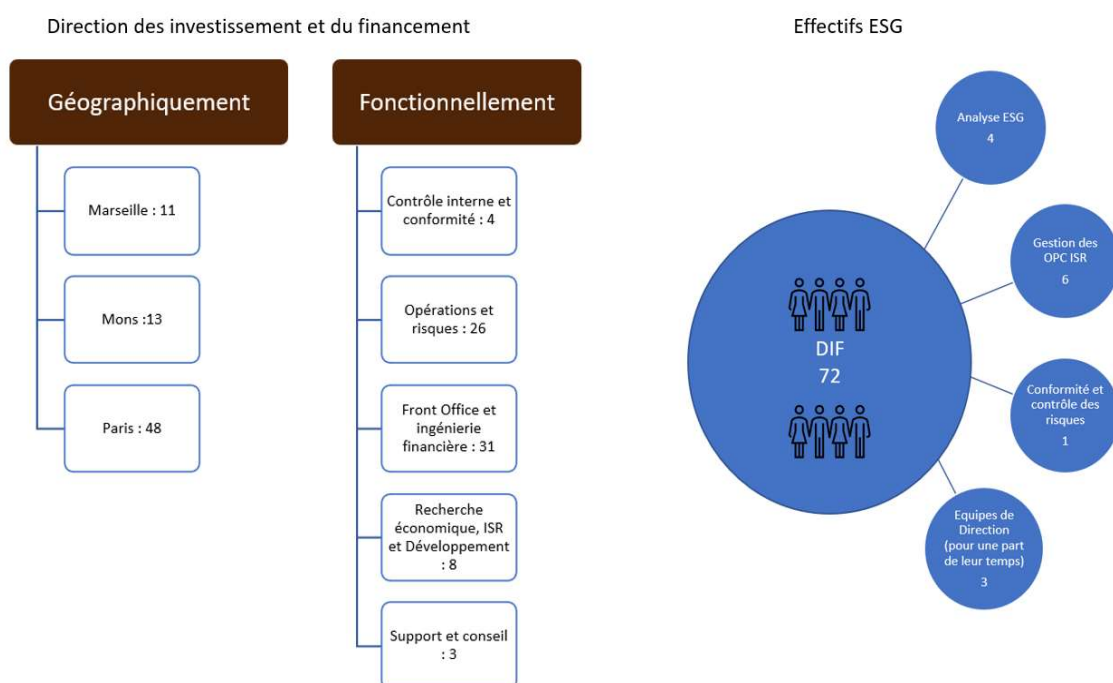 Direction des investissement et du financement
Géographiquement
Marseille : 11
Mons :13
Paris : 48
Fonctionnellement
Contrôle interne et
conformité : 4
Opérations et
risques : 26
Front Office et
ingénierie
financière : 31
Recherche
économique, ISR
et Développement
: 8
Support et conseil
: 3
Effectifs ESG
DIF
72
Analyse ESG
4
Gestion des
OPC ISR
6
Conformité et
contrôle des
risques
1
Equipes de
Direction
(pour une part
de leur temps)
3